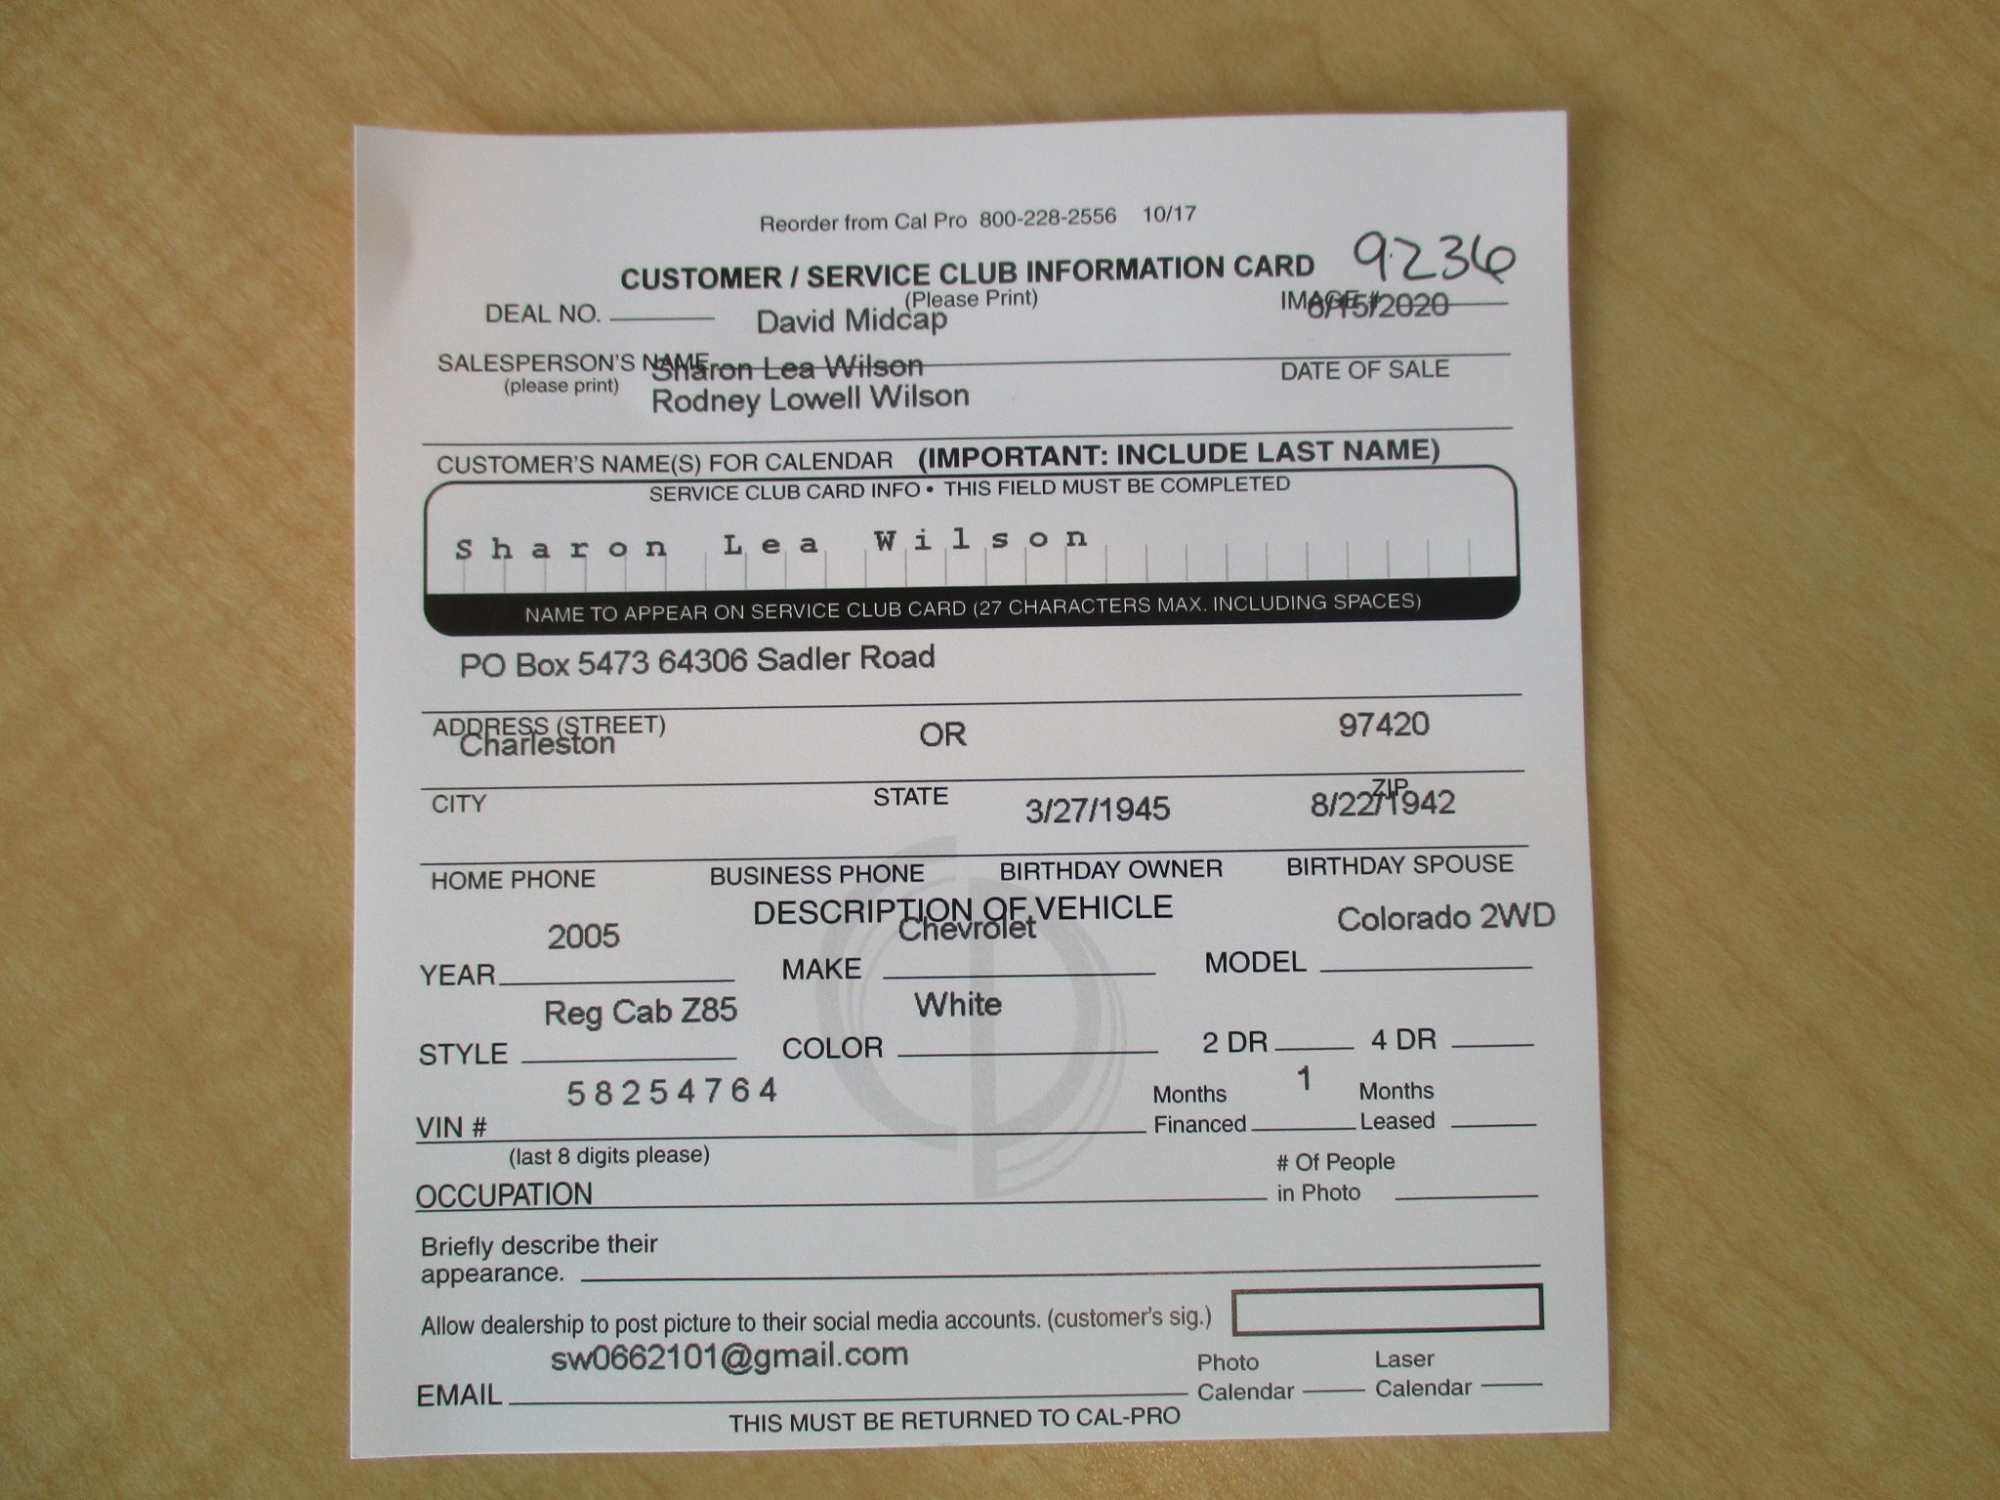 Reorder from Cal Pro 800-228-2556 10/17
CUSTOMER / SERVICE CLUB INFORMATION CARD 9236
(Please Print)
DEAL NO. David Midcap IMAGE # 6/15/2020
SALESPERSON'S NAME Sharon Lea Wilson DATE OF SALE
(please print) Rodney Lowell Wilson
CUSTOMER'S NAME(S) FOR CALENDAR (IMPORTANT: INCLUDE LAST NAME)
SERVICE CLUB CARD INFO • THIS FIELD MUST BE COMPLETED
Sharon Lea Wilson
NAME TO APPEAR ON SERVICE CLUB CARD (27 CHARACTERS MAX. INCLUDING SPACES)
PO Box 5473 64306 Sadler Road
ADDRESS (STREET)
Charleston OR 97420
CITY STATE ZIP
3/27/1945 8/22/1942
HOME PHONE BUSINESS PHONE BIRTHDAY OWNER BIRTHDAY SPOUSE
DESCRIPTION OF VEHICLE
2005 Chevrolet Colorado 2WD
YEAR MAKE MODEL
Reg Cab Z85 White
STYLE COLOR 2 DR 4 DR
58254764 Months 1 Months
VIN # Financed Leased
(last 8 digits please) # Of People
OCCUPATION in Photo
Briefly describe their
appearance.
Allow dealership to post picture to their social media accounts. (customer's sig.)
sw0662101@gmail.com Photo Laser
EMAIL Calendar Calendar
THIS MUST BE RETURNED TO CAL-PRO